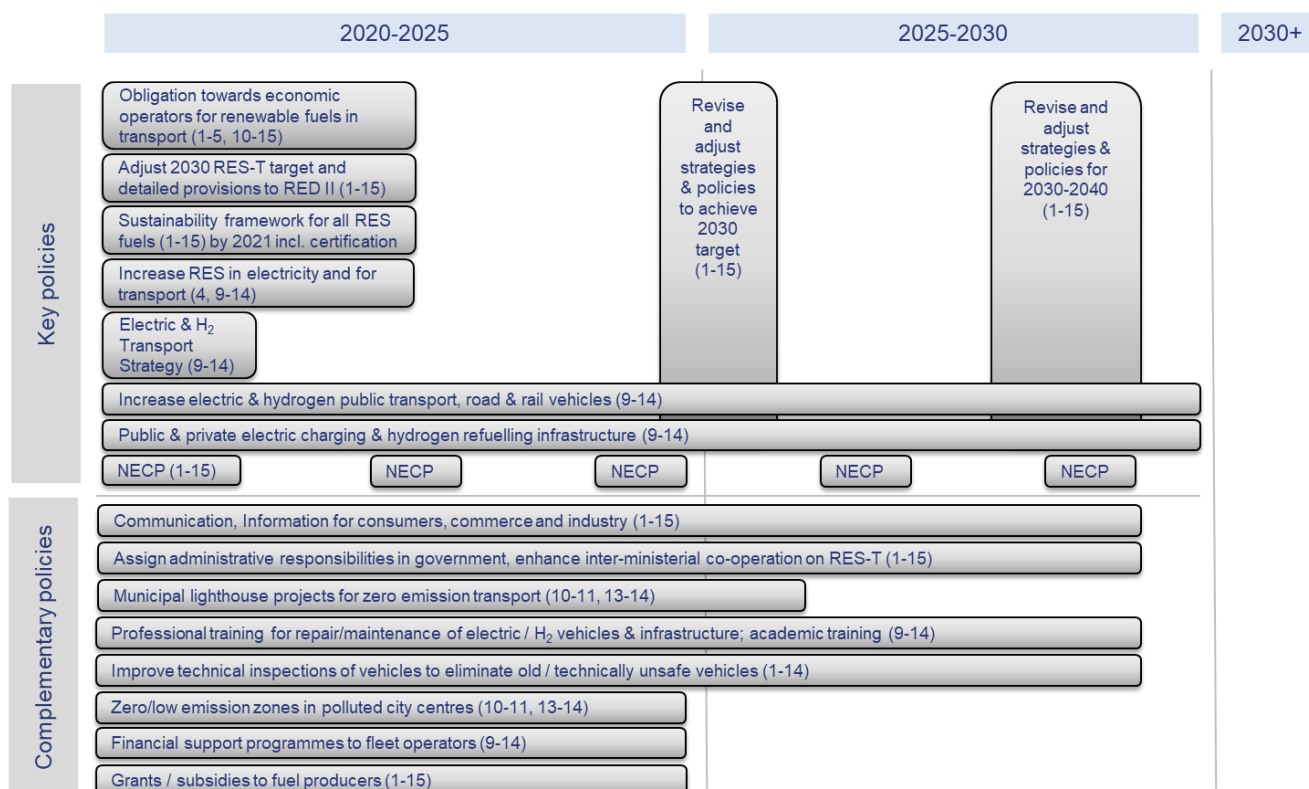 2020-2025
2025-2030
2030+
Key policies
Obligation towards economic
operators for renewable fuels in
transport (1-5, 10-15)
Adjust 2030 RES-T target and
detailed provisions to RED II (1-15)
Sustainability framework for all RES
fuels (1-15) by 2021 incl. certification
Increase RES in electricity and for
transport (4, 9-14)
Electric & H₂
Transport
Strategy (9-14)
Revise
and
adjust
strategies
& policies
to achieve
2030
target
(1-15)
Revise and
adjust
strategies &
policies for
2030-2040
(1-15)
Increase electric & hydrogen public transport, road & rail vehicles (9-14)
Public & private electric charging & hydrogen refuelling infrastructure (9-14)
NECP (1-15)
NECP
NECP
NECP
NECP
Complementary policies
Communication, Information for consumers, commerce and industry (1-15)
Assign administrative responsibilities in government, enhance inter-ministerial co-operation on RES-T (1-15)
Municipal lighthouse projects for zero emission transport (10-11, 13-14)
Professional training for repair/maintenance of electric / H₂ vehicles & infrastructure; academic training (9-14)
Improve technical inspections of vehicles to eliminate old / technically unsafe vehicles (1-14)
Zero/low emission zones in polluted city centres (10-11, 13-14)
Financial support programmes to fleet operators (9-14)
Grants / subsidies to fuel producers (1-15)